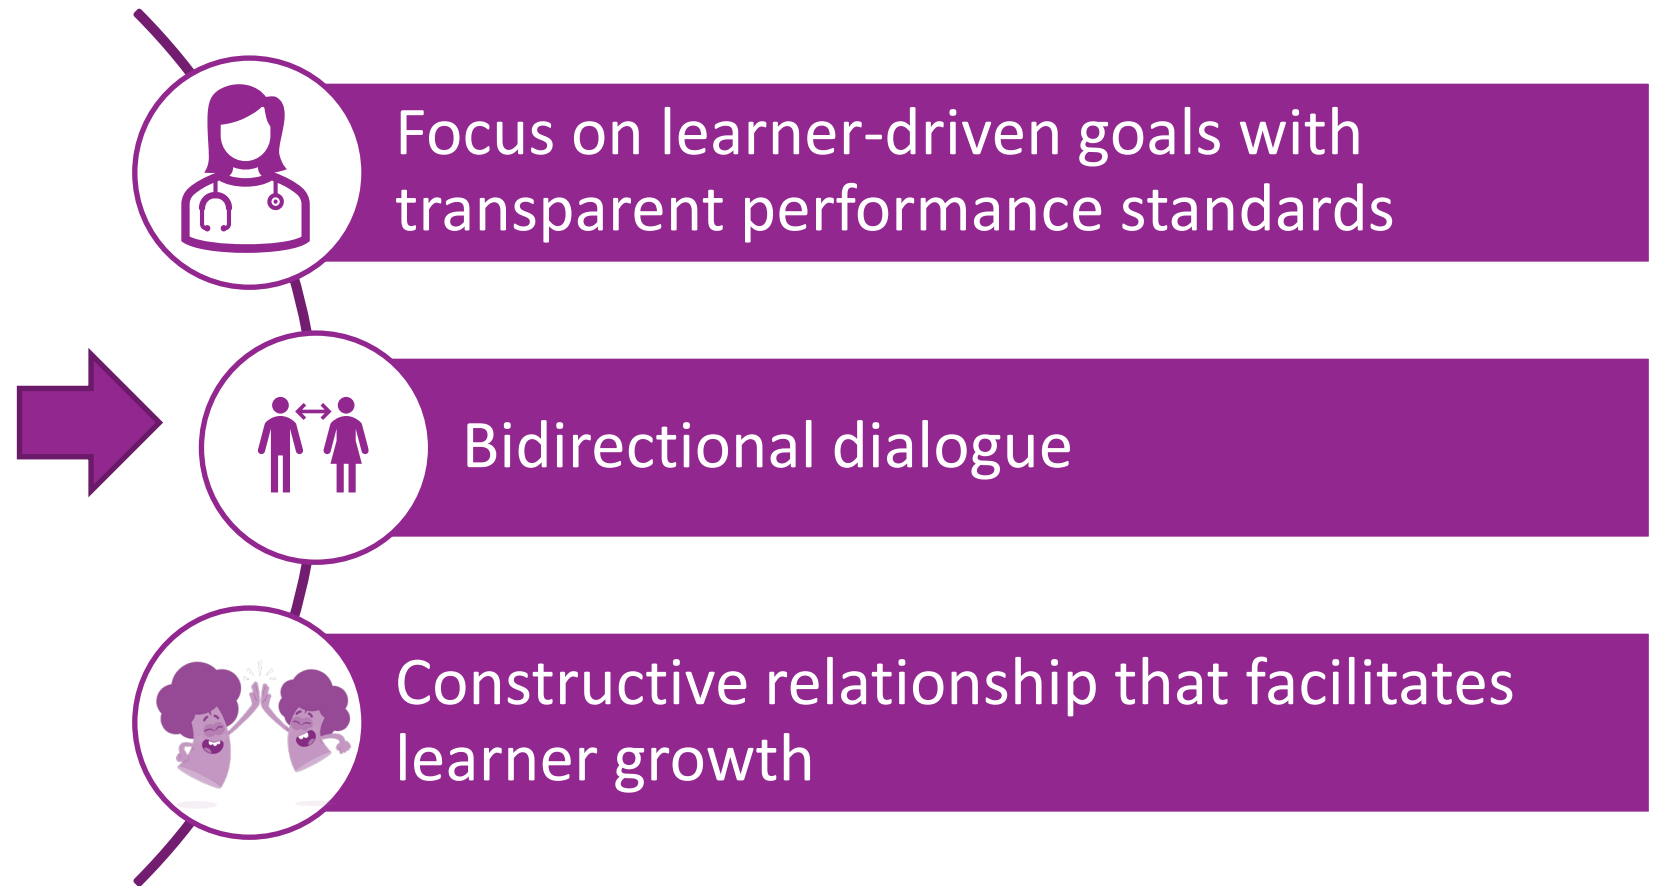 Focus on learner-driven goals with
transparent performance standards
Bidirectional dialogue
Constructive relationship that facilitates
learner growth